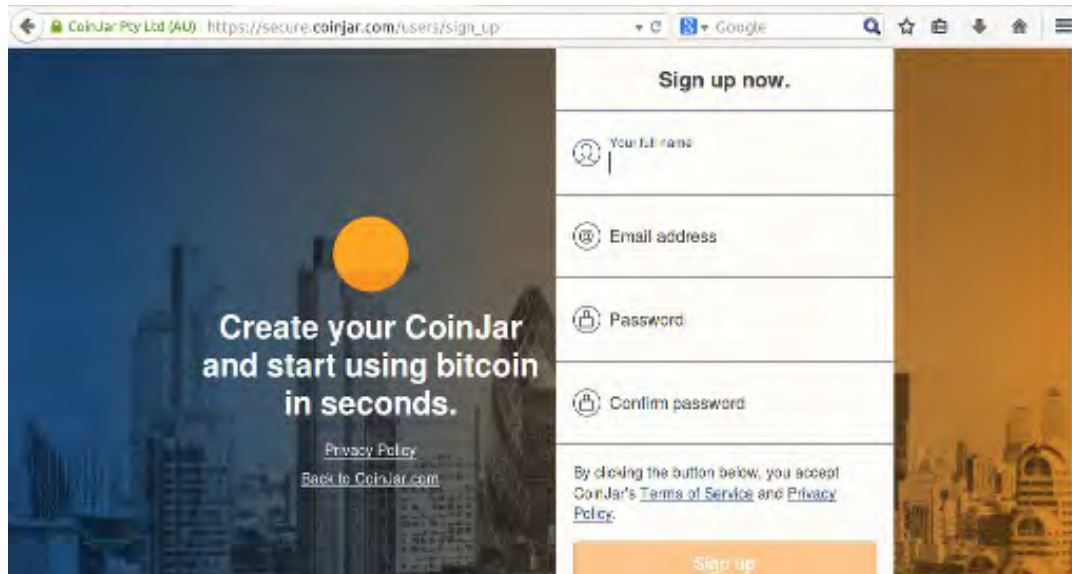 CoinJar Pty Ltd (AU) https://secure.coinjar.com/users/sign_up Google
Sign up now.
Your full name
Email address
Password
Confirm password
Create your CoinJar
and start using bitcoin
in seconds.
Privacy Policy
Back to CoinJar.com
By clicking the button below, you accept
CoinJar's Terms of Service and Privacy
Policy.
Sign up